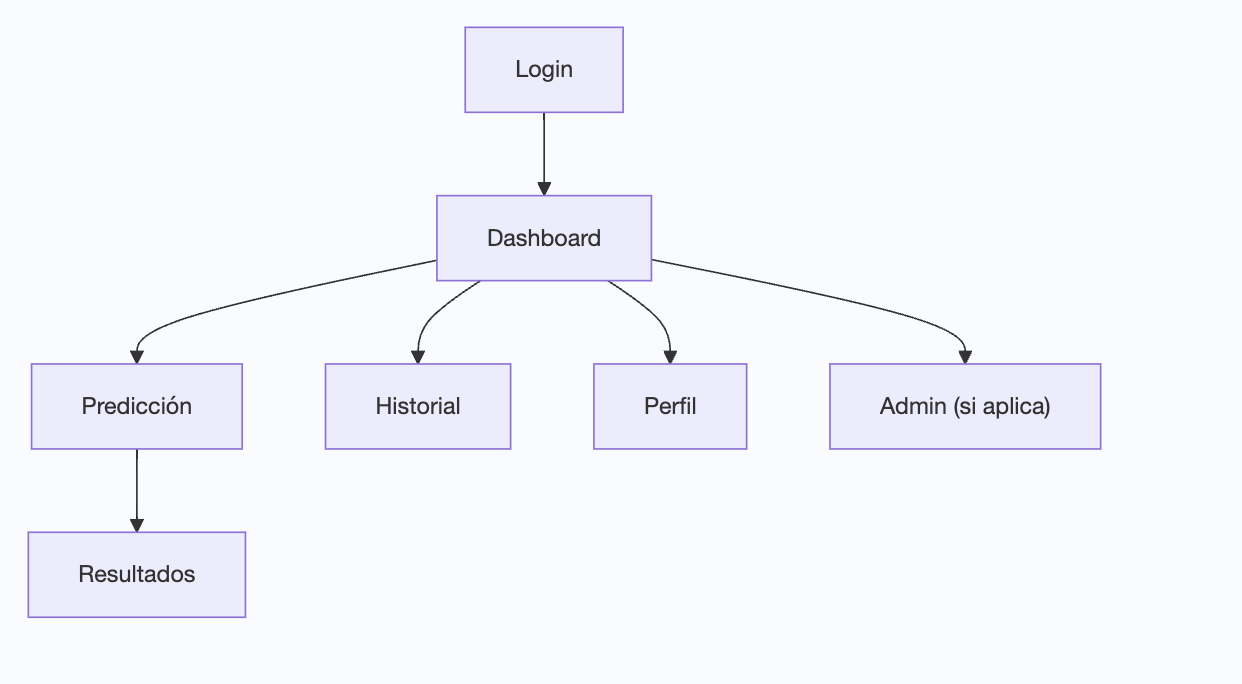 Login
Dashboard
Predicción
Historial
Perfil
Admin (si aplica)
Resultados